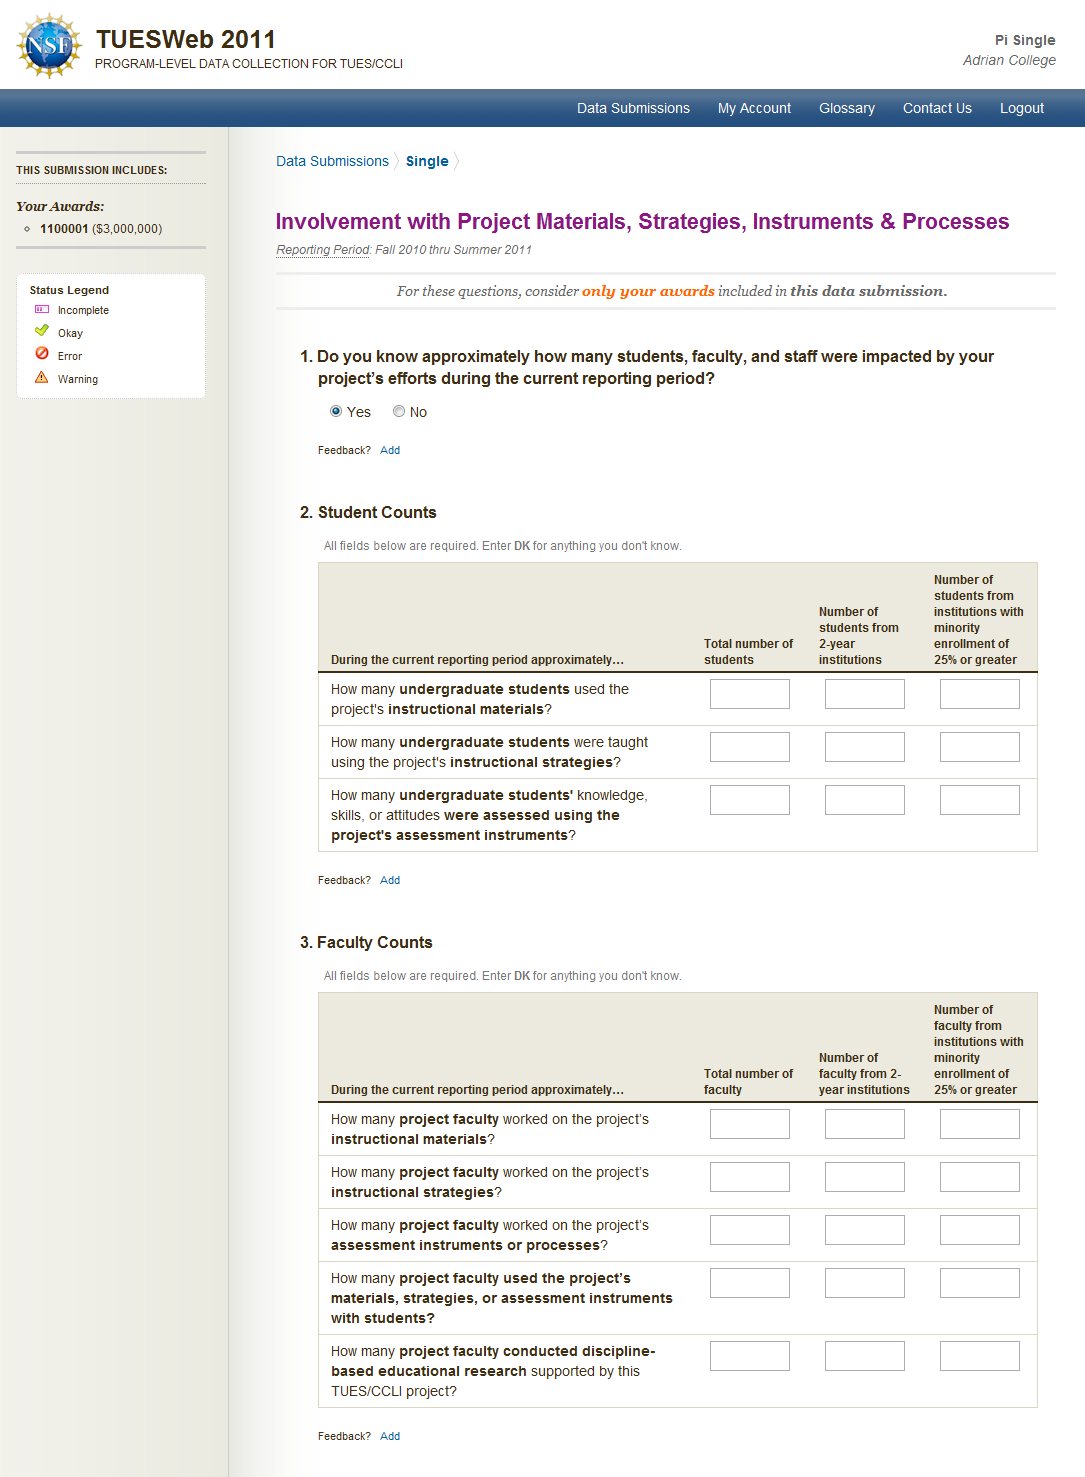 NSF
TUESWeb 2011
PROGRAM-LEVEL DATA COLLECTION FOR TUES/CCLI
Pi Single
Adrian College
Data Submissions My Account Glossary Contact Us Logout
THIS SUBMISSION INCLUDES:
Your Awards:
1100001 ($3,000,000)
Status Legend
Incomplete
Okay
Error
Warning
Data Submissions Single
Involvement with Project Materials, Strategies, Instruments & Processes
Reporting Period: Fall 2010 thru Summer 2011
For these questions, consider only your awards included in this data submission.
1. Do you know approximately how many students, faculty, and staff were impacted by your
project's efforts during the current reporting period?
Yes No
Feedback? Add
2. Student Counts
All fields below are required. Enter DK for anything you don't know.
During the current reporting period approximately...
Total number of
students
Number of
students from
2-year
institutions
Number of
students from
institutions with
minority
enrollment of
25% or greater
How many undergraduate students used the
project's instructional materials?
How many undergraduate students were taught
using the project's instructional strategies?
How many undergraduate students' knowledge,
skills, or attitudes were assessed using the
project's assessment instruments?
Feedback? Add
3. Faculty Counts
All fields below are required. Enter DK for anything you don't know.
During the current reporting period approximately...
Total number of
faculty
Number of
faculty from 2-
year institutions
Number of
faculty from
institutions with
minority
enrollment of
25% or greater
How many project faculty worked on the project's
instructional materials?
How many project faculty worked on the project's
instructional strategies?
How many project faculty worked on the project's
assessment instruments or processes?
How many project faculty used the project's
materials, strategies, or assessment instruments
with students?
How many project faculty conducted discipline-
based educational research supported by this
TUES/CCLI project?
Feedback? Add